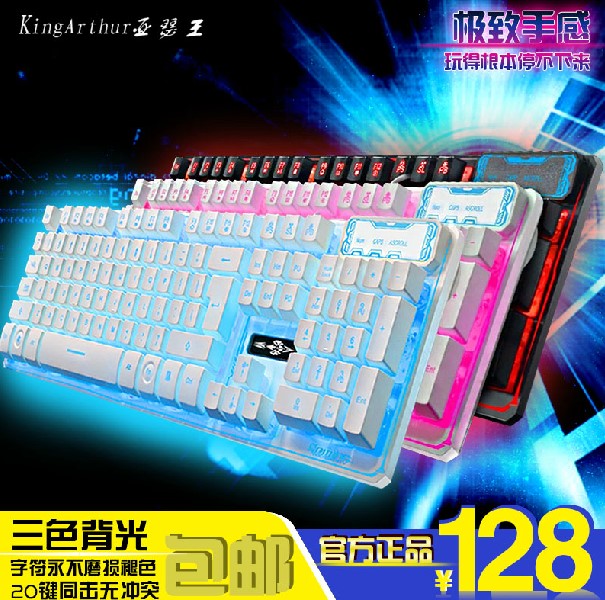 KingArthur亚瑟王
极致手感
玩得根本停不下来
三色背光
字符永不磨损褪色
20键同击无冲突
包邮
官方正品
¥128